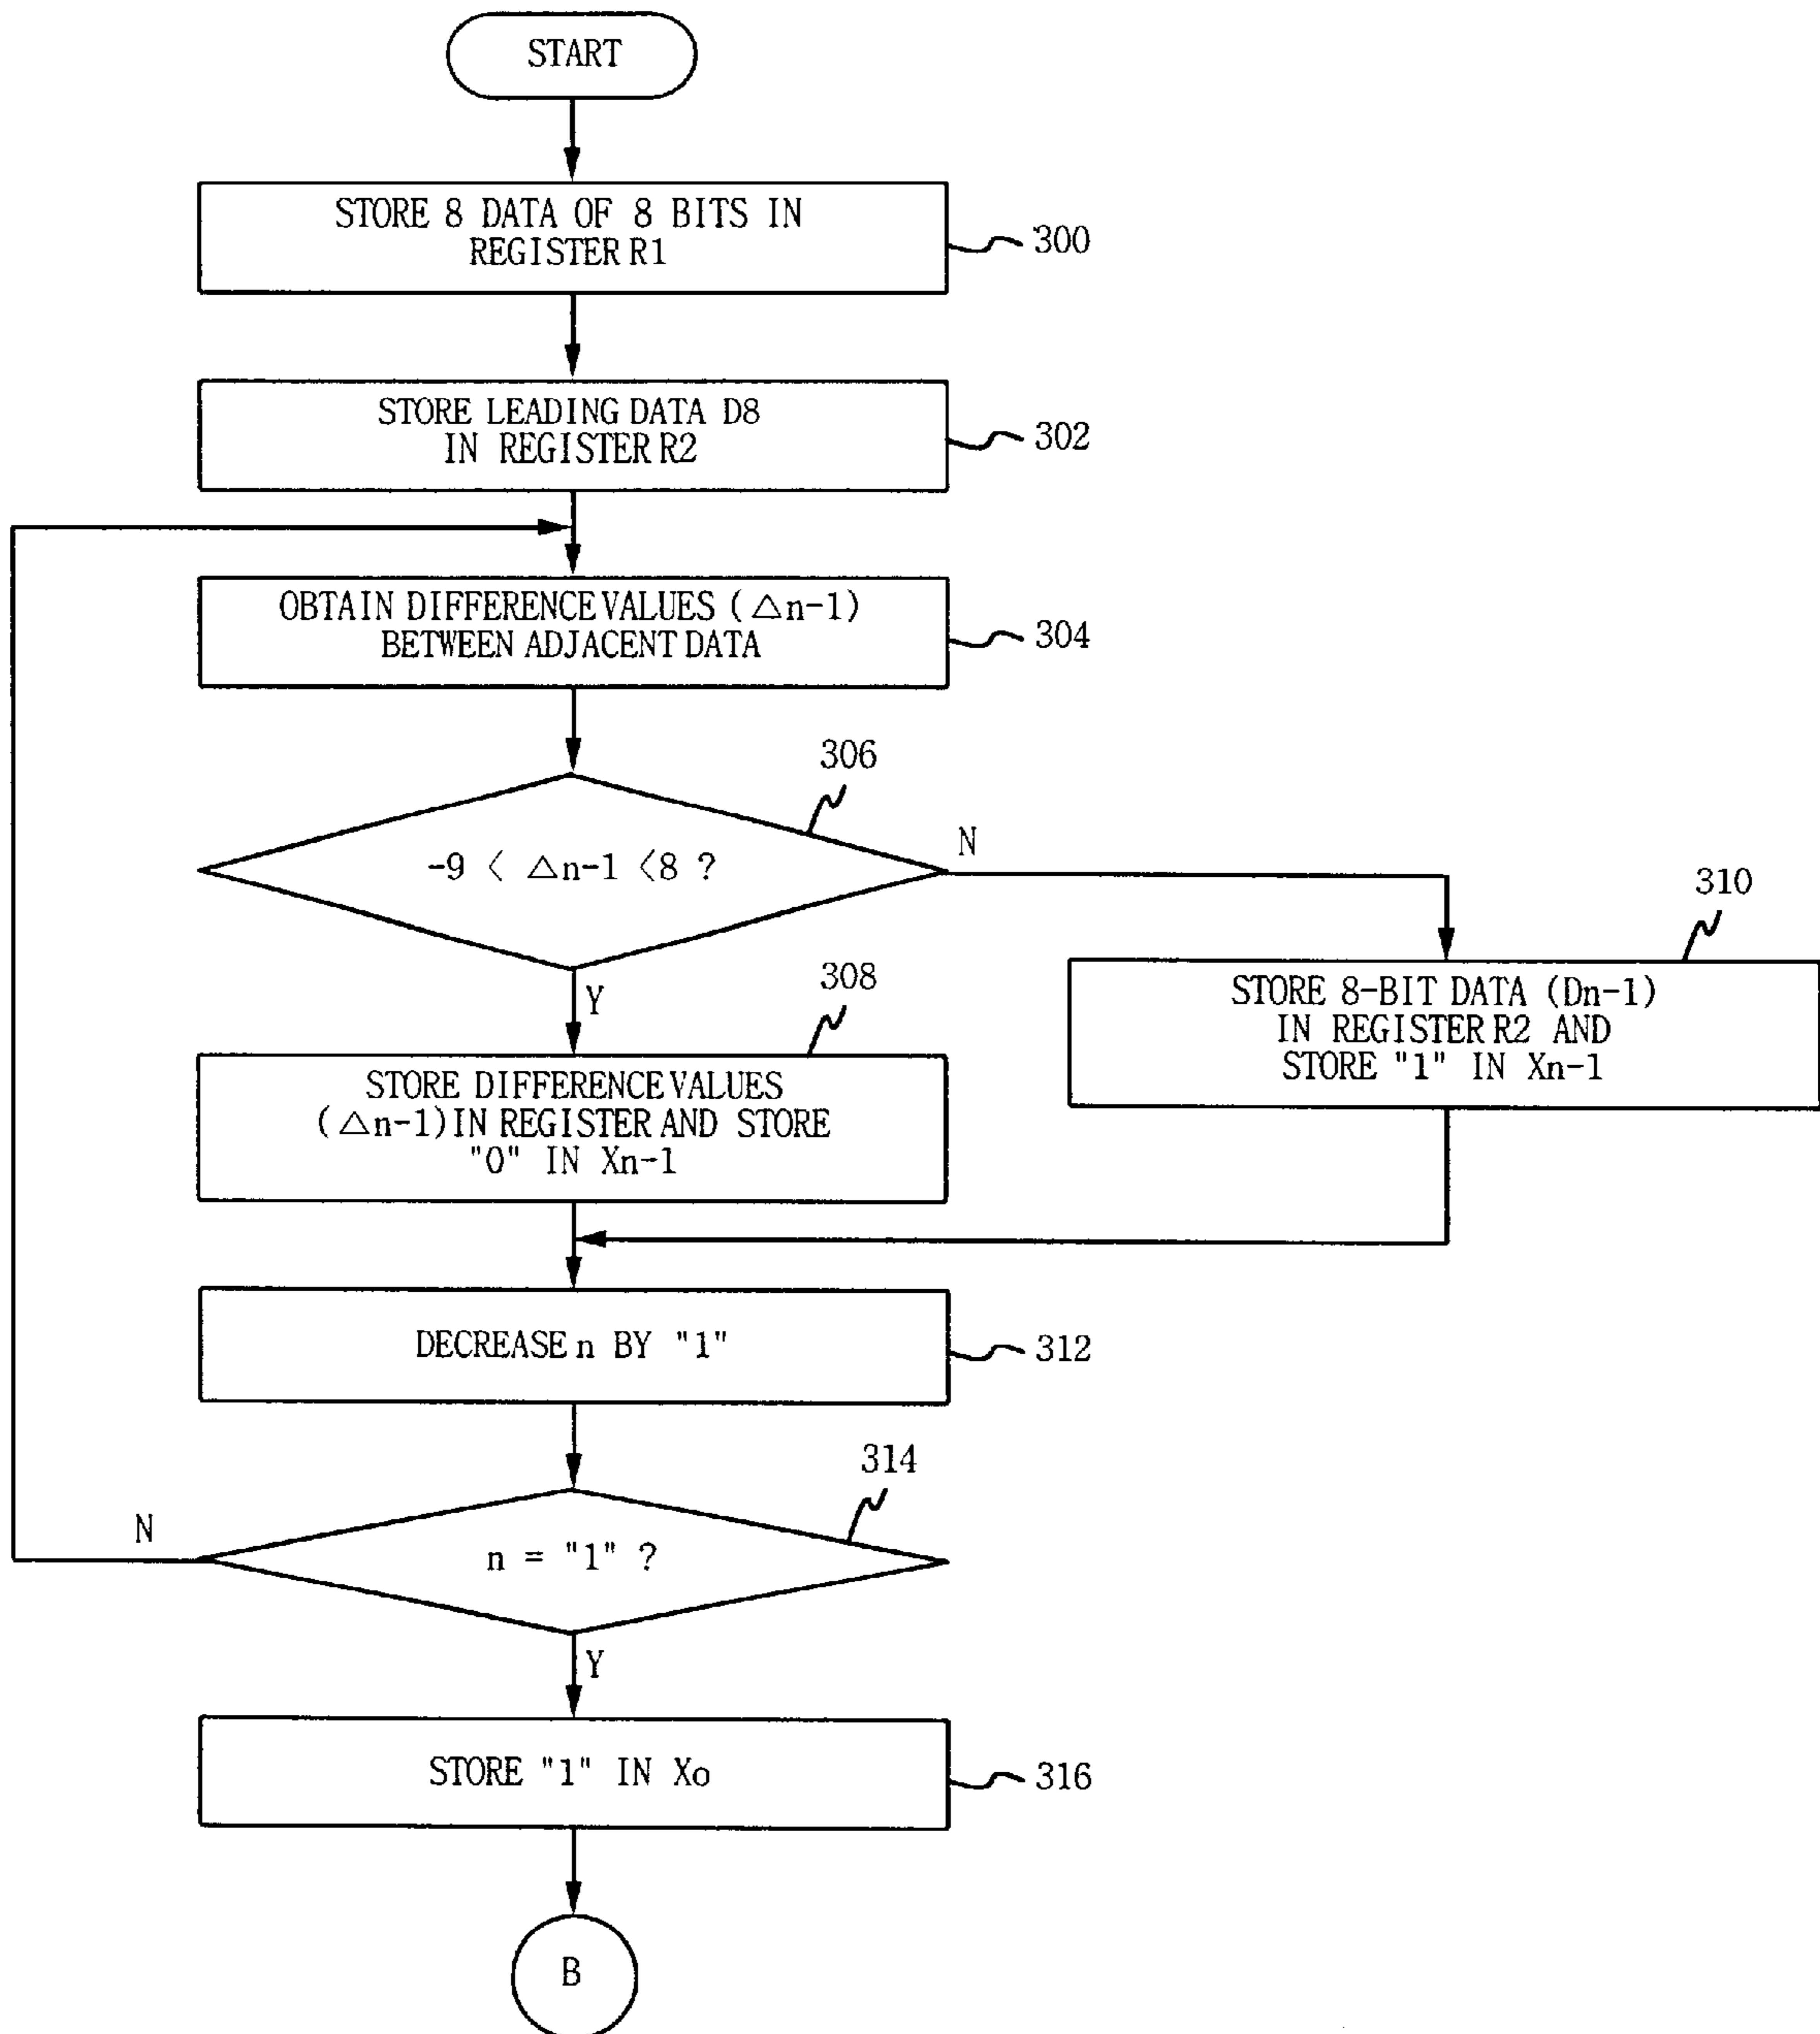 START
STORE 8 DATA OF 8 BITS IN
REGISTER R1
300
STORE LEADING DATA D8
IN REGISTER R2
302
OBTAIN DIFFERENCE VALUES (△n-1)
BETWEEN ADJACENT DATA
304
306
-9 < △n-1 <8 ?
N
310
Y
308
STORE 8-BIT DATA (Dn-1)
IN REGISTER R2 AND
STORE "1" IN Xn-1
STORE DIFFERENCE VALUES
(△n-1) IN REGISTER AND STORE
"0" IN Xn-1
DECREASE n BY "1"
312
314
N
n = "1" ?
Y
STORE "1" IN Xo
316
B